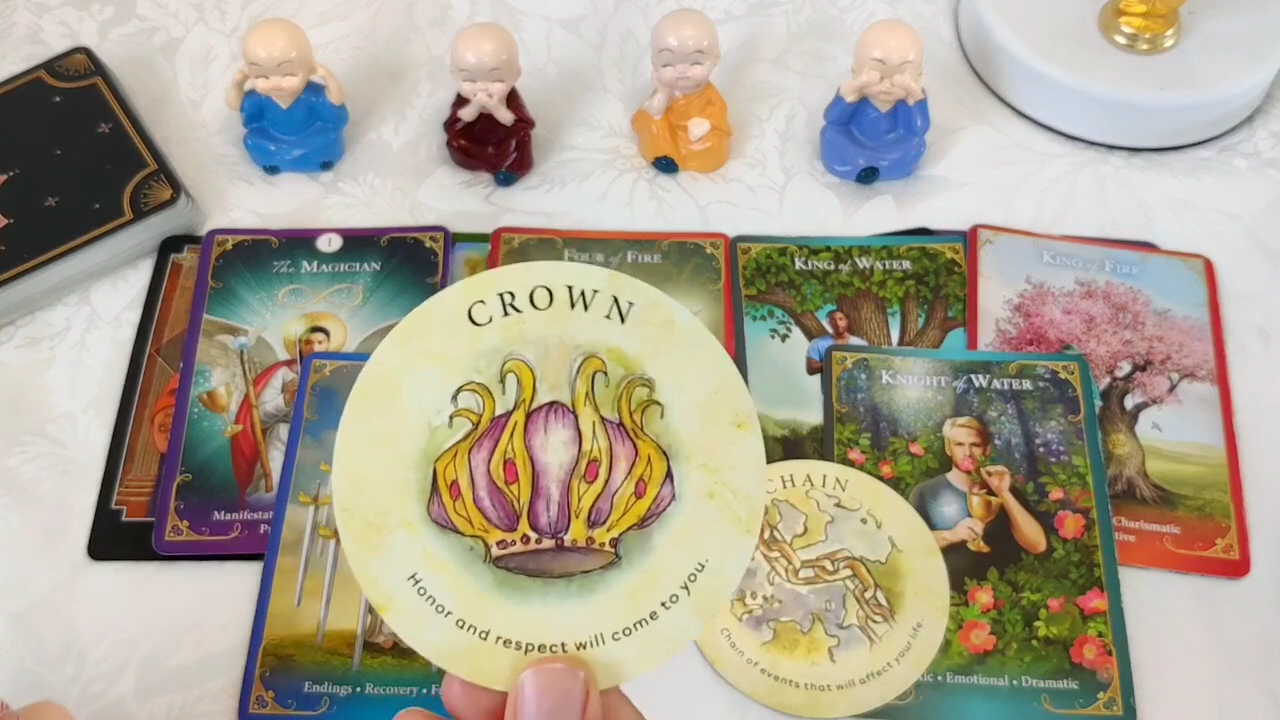 I
The MAGICIAN
FOUR of FIRE
KING of WATER
KING of FIRE
CROWN
KNIGHT of WATER
CHAIN
Manifestat
Honor and respect will come to you.
Charismatic
Chain of events that will affect your life.
Endings • Recovery
• Emotional • Dramatic